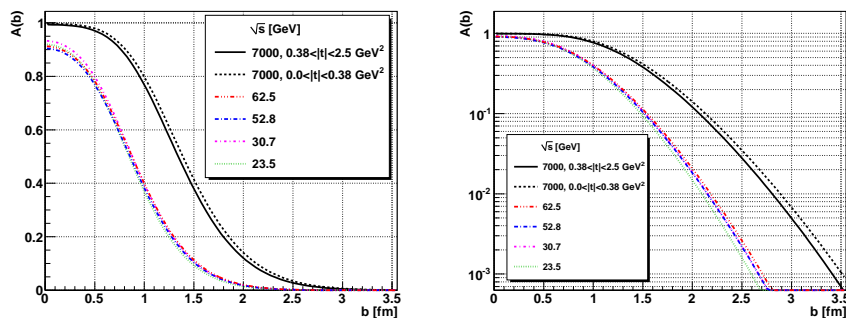 A(b)
1
0.8
0.6
0.4
0.2
0
0 0.5 1 1.5 2 2.5 3 3.5
b [fm]
√s [GeV]
7000, 0.38<|t|<2.5 GeV²
7000, 0.0<|t|<0.38 GeV²
62.5
52.8
30.7
23.5
A(b)
1
10⁻¹
10⁻²
10⁻³
0 0.5 1 1.5 2 2.5 3 3.5
b [fm]
√s [GeV]
7000, 0.38<|t|<2.5 GeV²
7000, 0.0<|t|<0.38 GeV²
62.5
52.8
30.7
23.5